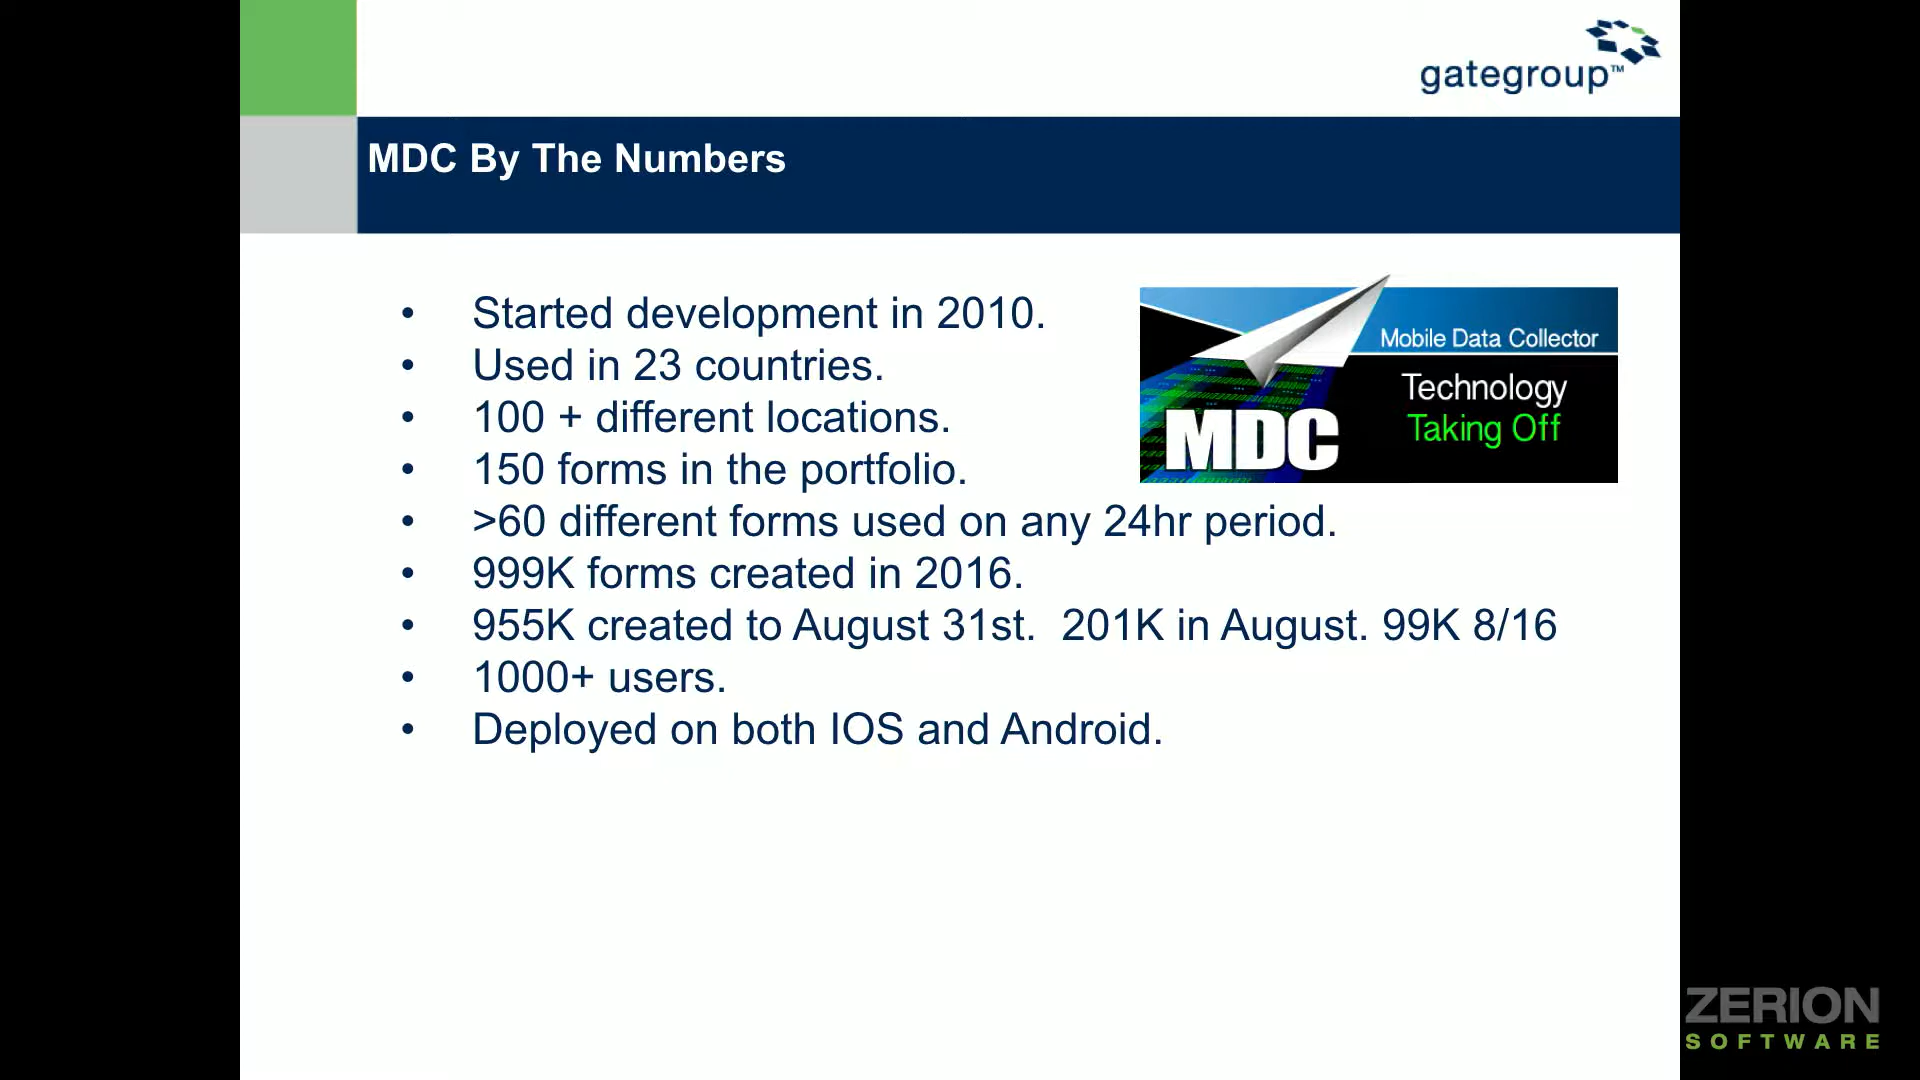 gategroup™
MDC By The Numbers
• Started development in 2010.
• Used in 23 countries.
• 100 + different locations.
• 150 forms in the portfolio.
• >60 different forms used on any 24hr period.
• 999K forms created in 2016.
• 955K created to August 31st.  201K in August. 99K 8/16
• 1000+ users.
• Deployed on both IOS and Android.
Mobile Data Collector
Technology
Taking Off
MDC
ZERION
SOFTWARE